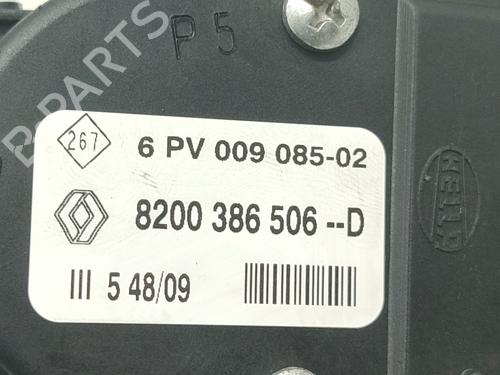 P 5
B-PARTS
267
6 PV 009 085-02
8200 386 506 --D
III 5 48/09
HELLA